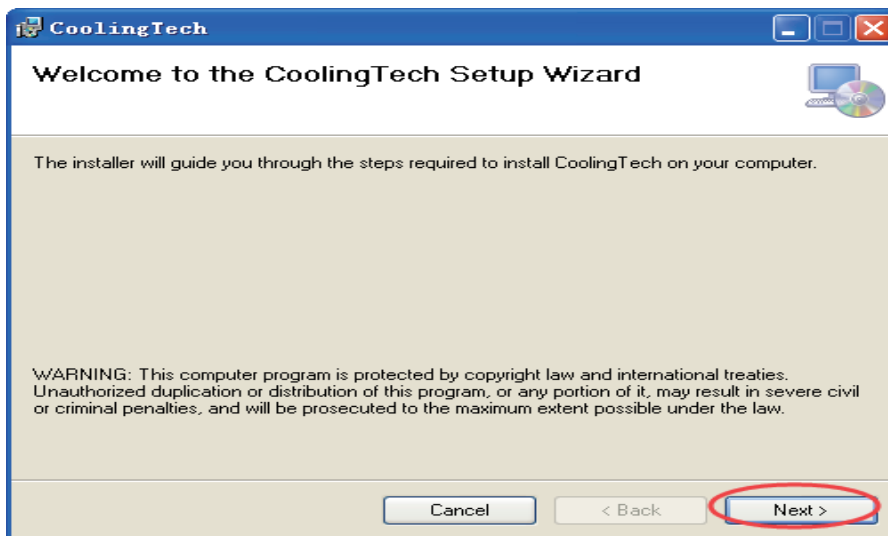 CoolingTech
Welcome to the CoolingTech Setup Wizard
The installer will guide you through the steps required to install CoolingTech on your computer.
WARNING: This computer program is protected by copyright law and international treaties.
Unauthorized duplication or distribution of this program, or any portion of it, may result in severe civil
or criminal penalties, and will be prosecuted to the maximum extent possible under the law.
Cancel
< Back
Next >